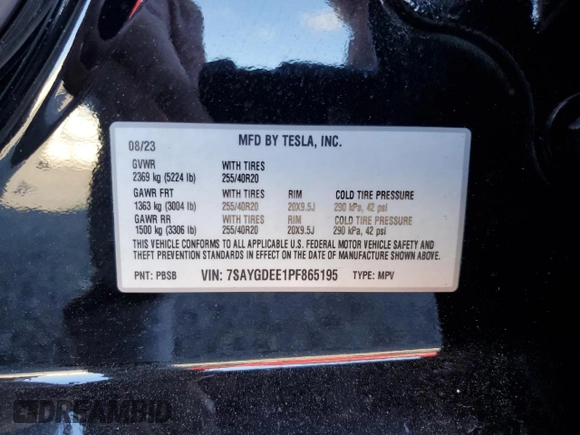 08/23 MFD BY TESLA, INC.
GVWR WITH TIRES
2369 kg (5224 lb) 255/40R20
GAWR FRT WITH TIRES RIM COLD TIRE PRESSURE
1363 kg (3004 lb) 255/40R20 20X9.5J 290 kPa, 42 psi
GAWR RR WITH TIRES RIM COLD TIRE PRESSURE
1500 kg (3306 lb) 255/40R20 20X9.5J 290 kPa, 42 psi
THIS VEHICLE CONFORMS TO ALL APPLICABLE U.S. FEDERAL MOTOR VEHICLE SAFETY AND
THEFT PREVENTION STANDARDS IN EFFECT ON THE DATE OF MANUFACTURE SHOWN ABOVE.
PNT: PBSB VIN: 7SAYGDEE1PF865195 TYPE: MPV
DREAMBID